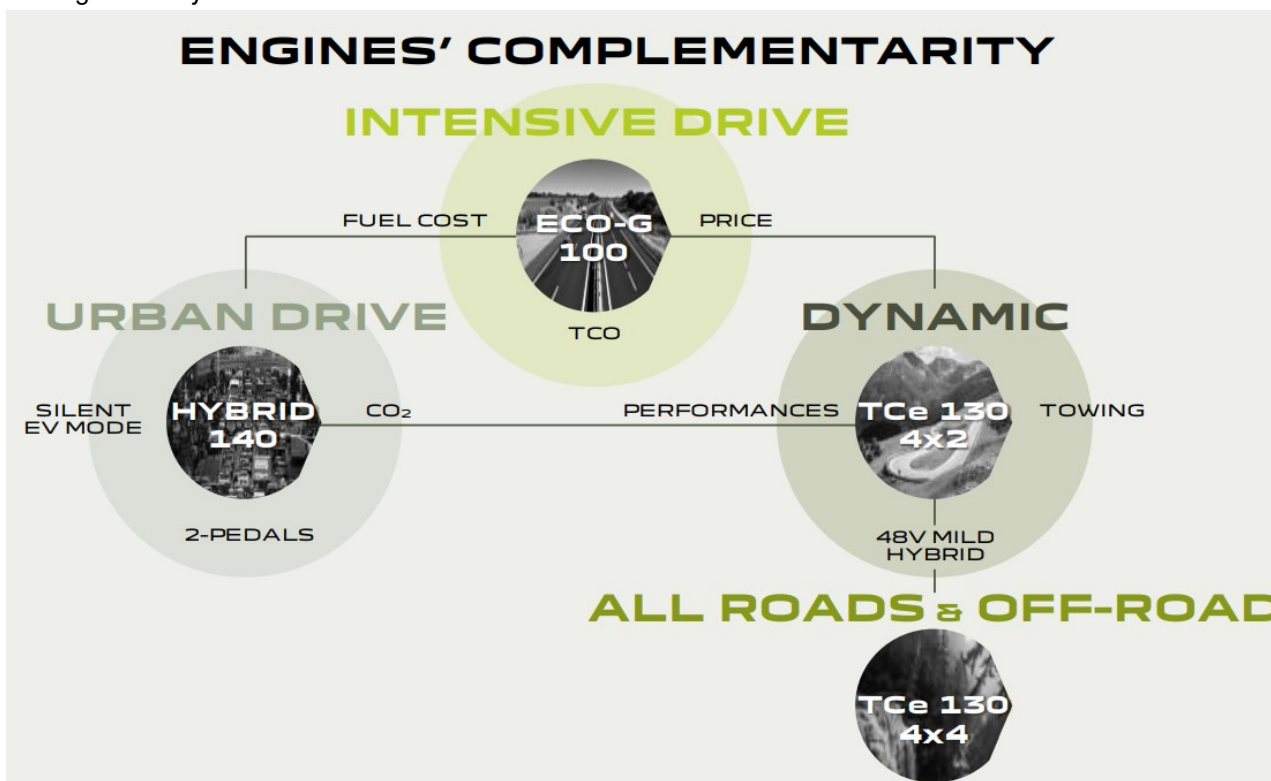 ENGINES' COMPLEMENTARITY
INTENSIVE DRIVE
FUEL COST
ECO-G
100
PRICE
TCO
URBAN DRIVE
SILENT
EV MODE
HYBRID
140
CO₂
2-PEDALS
DYNAMIC
PERFORMANCES
TCe 130
4x2
TOWING
48V MILD
HYBRID
ALL ROADS & OFF-ROAD
TCe 130
4x4